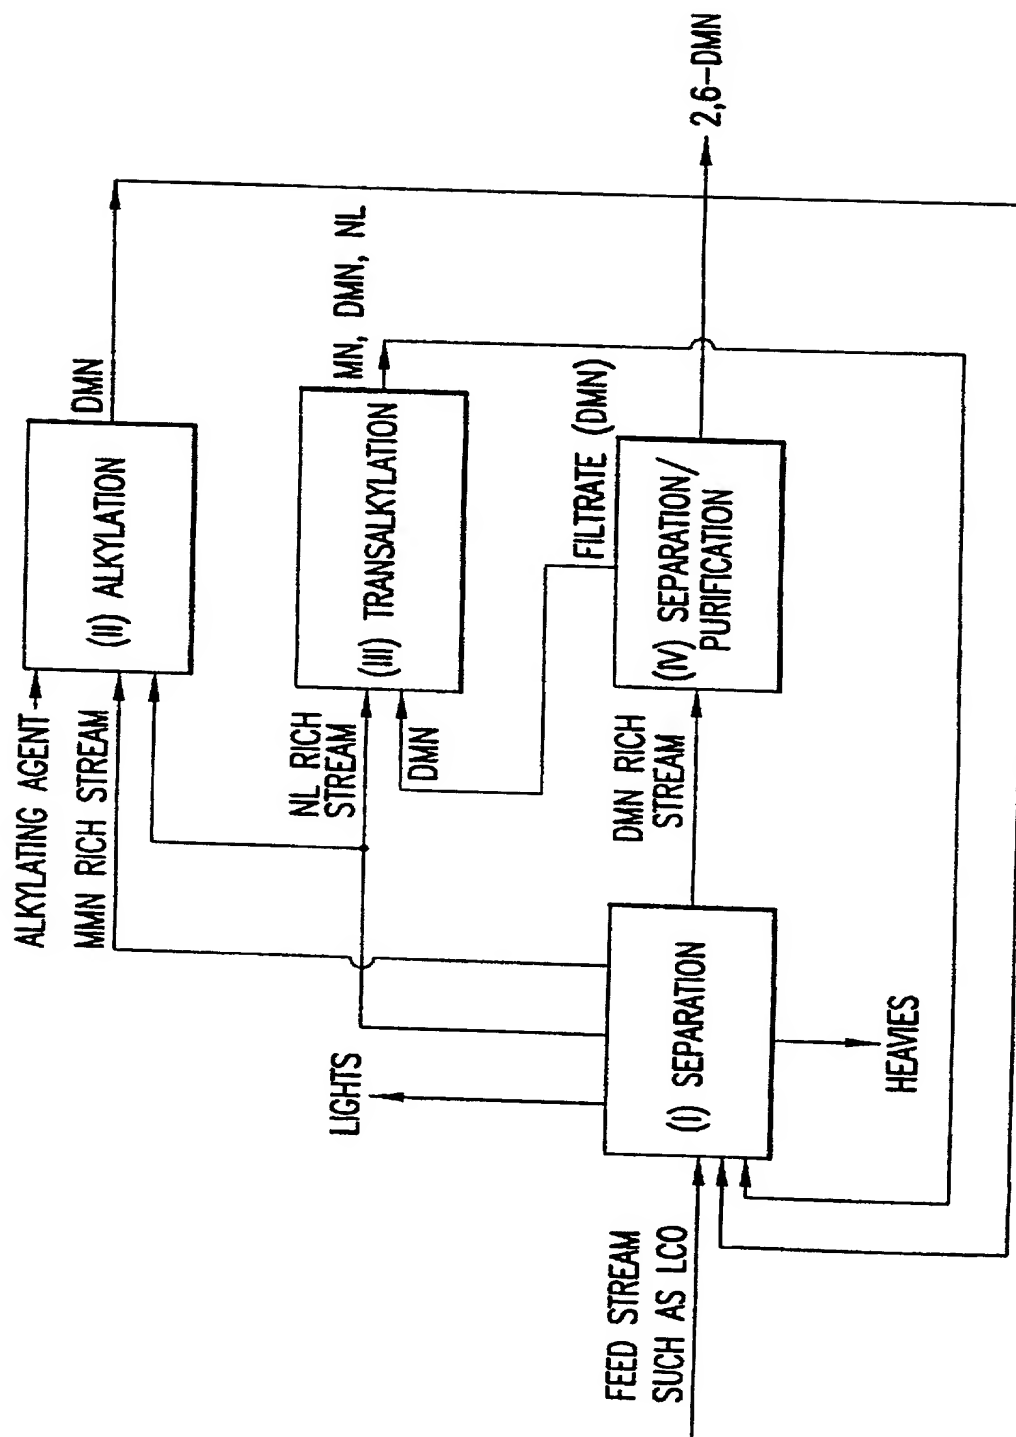 ALKYLATING AGENT
MMN RICH STREAM
(II) ALKYLATION
DMN
NL RICH
STREAM
DMN
(III) TRANSALKYLATION
MN, DMN, NL
LIGHTS
FILTRATE (DMN)
FEED STREAM
SUCH AS LCO
(I) SEPARATION
DMN RICH
STREAM
(IV) SEPARATION/
PURIFICATION
2,6-DMN
HEAVIES